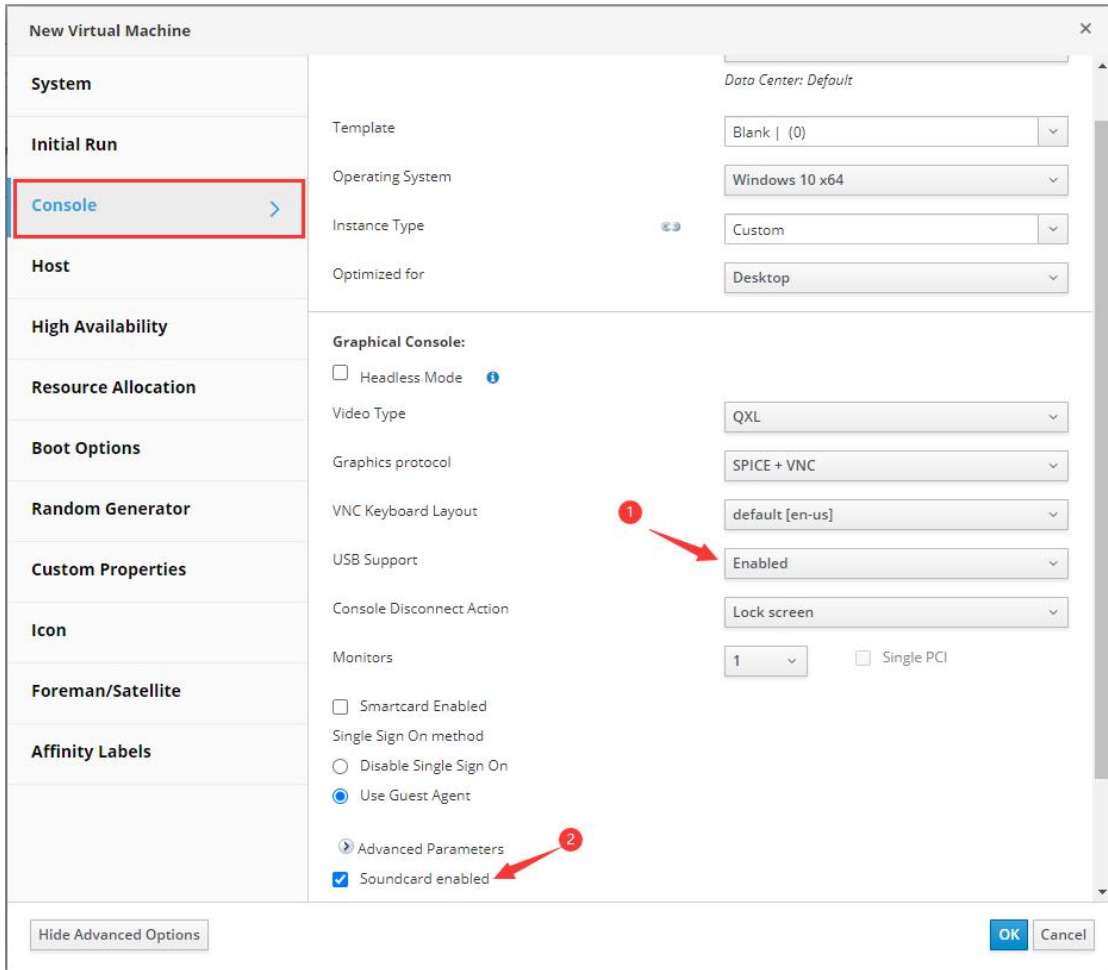 New Virtual Machine
×
System
Initial Run
Console
Host
High Availability
Resource Allocation
Boot Options
Random Generator
Custom Properties
Icon
Foreman/Satellite
Affinity Labels
Data Center: Default
Template Blank | (0)
Operating System Windows 10 x64
Instance Type Custom
Optimized for Desktop
Graphical Console:
Headless Mode
Video Type QXL
Graphics protocol SPICE + VNC
VNC Keyboard Layout 1 default [en-us]
USB Support Enabled
Console Disconnect Action Lock screen
Monitors 1 Single PCI
Smartcard Enabled
Single Sign On method
Disable Single Sign On
Use Guest Agent
Advanced Parameters 2
Soundcard enabled
Hide Advanced Options OK Cancel